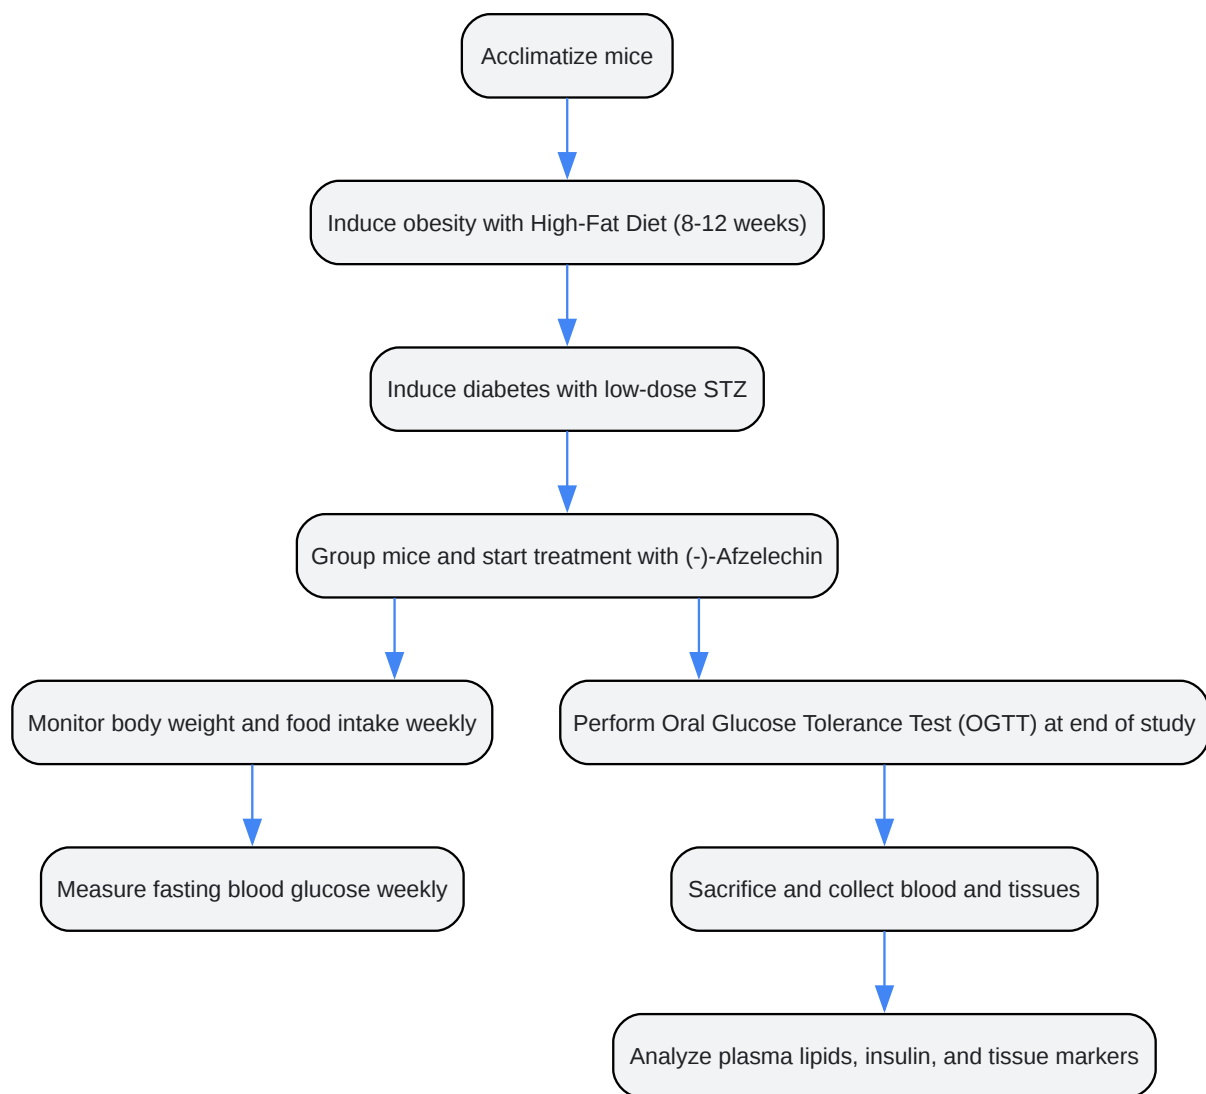 Acclimatize mice
Induce obesity with High-Fat Diet (8-12 weeks)
Induce diabetes with low-dose STZ
Group mice and start treatment with (-)-Afzelechin
Monitor body weight and food intake weekly
Perform Oral Glucose Tolerance Test (OGTT) at end of study
Measure fasting blood glucose weekly
Sacrifice and collect blood and tissues
Analyze plasma lipids, insulin, and tissue markers